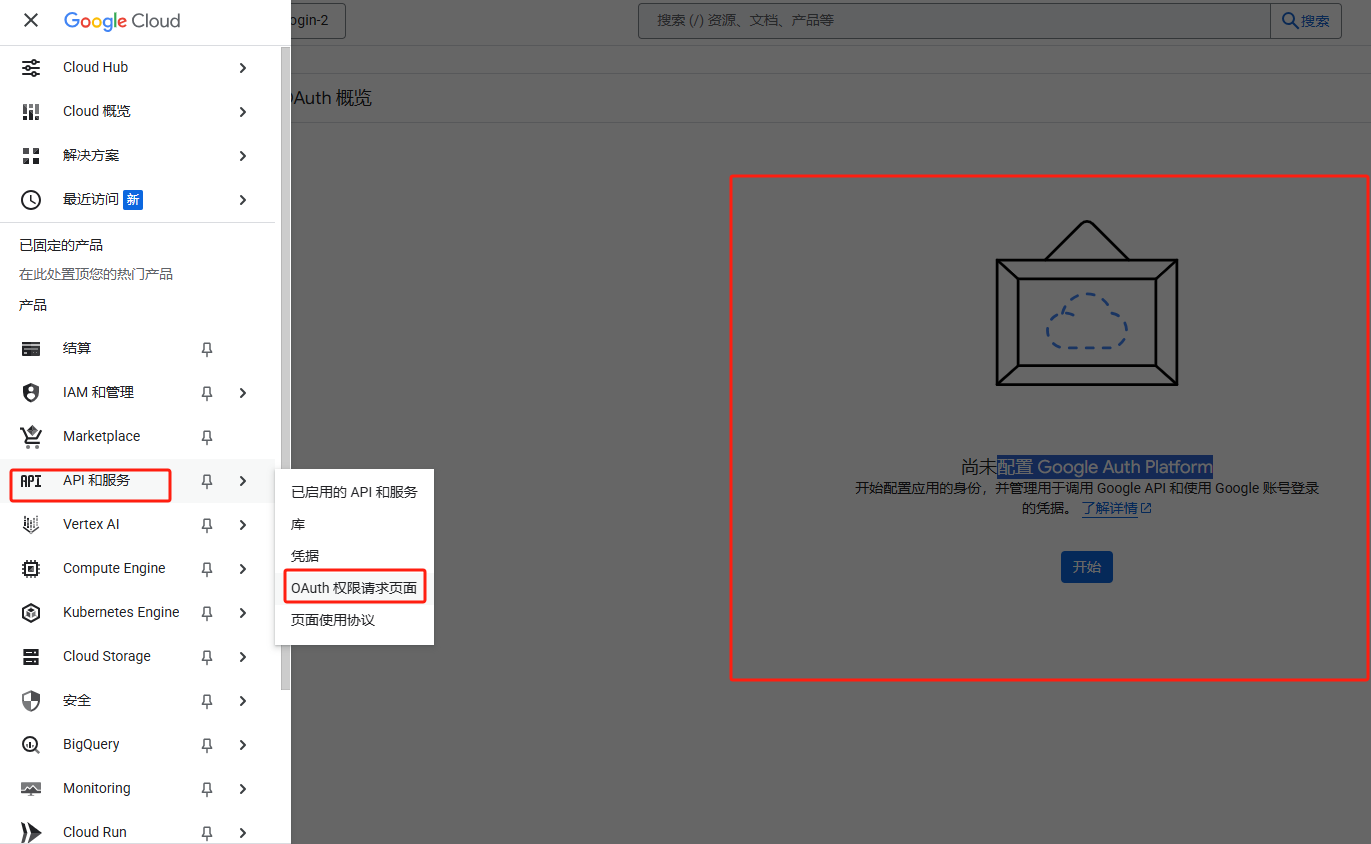 Google Cloud
ogin-2
搜索 (/) 资源、文档、产品等
搜索
Cloud Hub
Cloud 概览
解决方案
最近访问 新
已固定的产品
在此处置顶您的热门产品
产品
结算
IAM 和管理
Marketplace
API API 和服务
Vertex AI
Compute Engine
Kubernetes Engine
Cloud Storage
安全
BigQuery
Monitoring
Cloud Run
已启用的 API 和服务
库
凭据
OAuth 权限请求页面
页面使用协议
OAuth 概览
尚未配置 Google Auth Platform
开始配置应用的身份，并管理用于调用 Google API 和使用 Google 账号登录
的凭据。 了解详情
开始